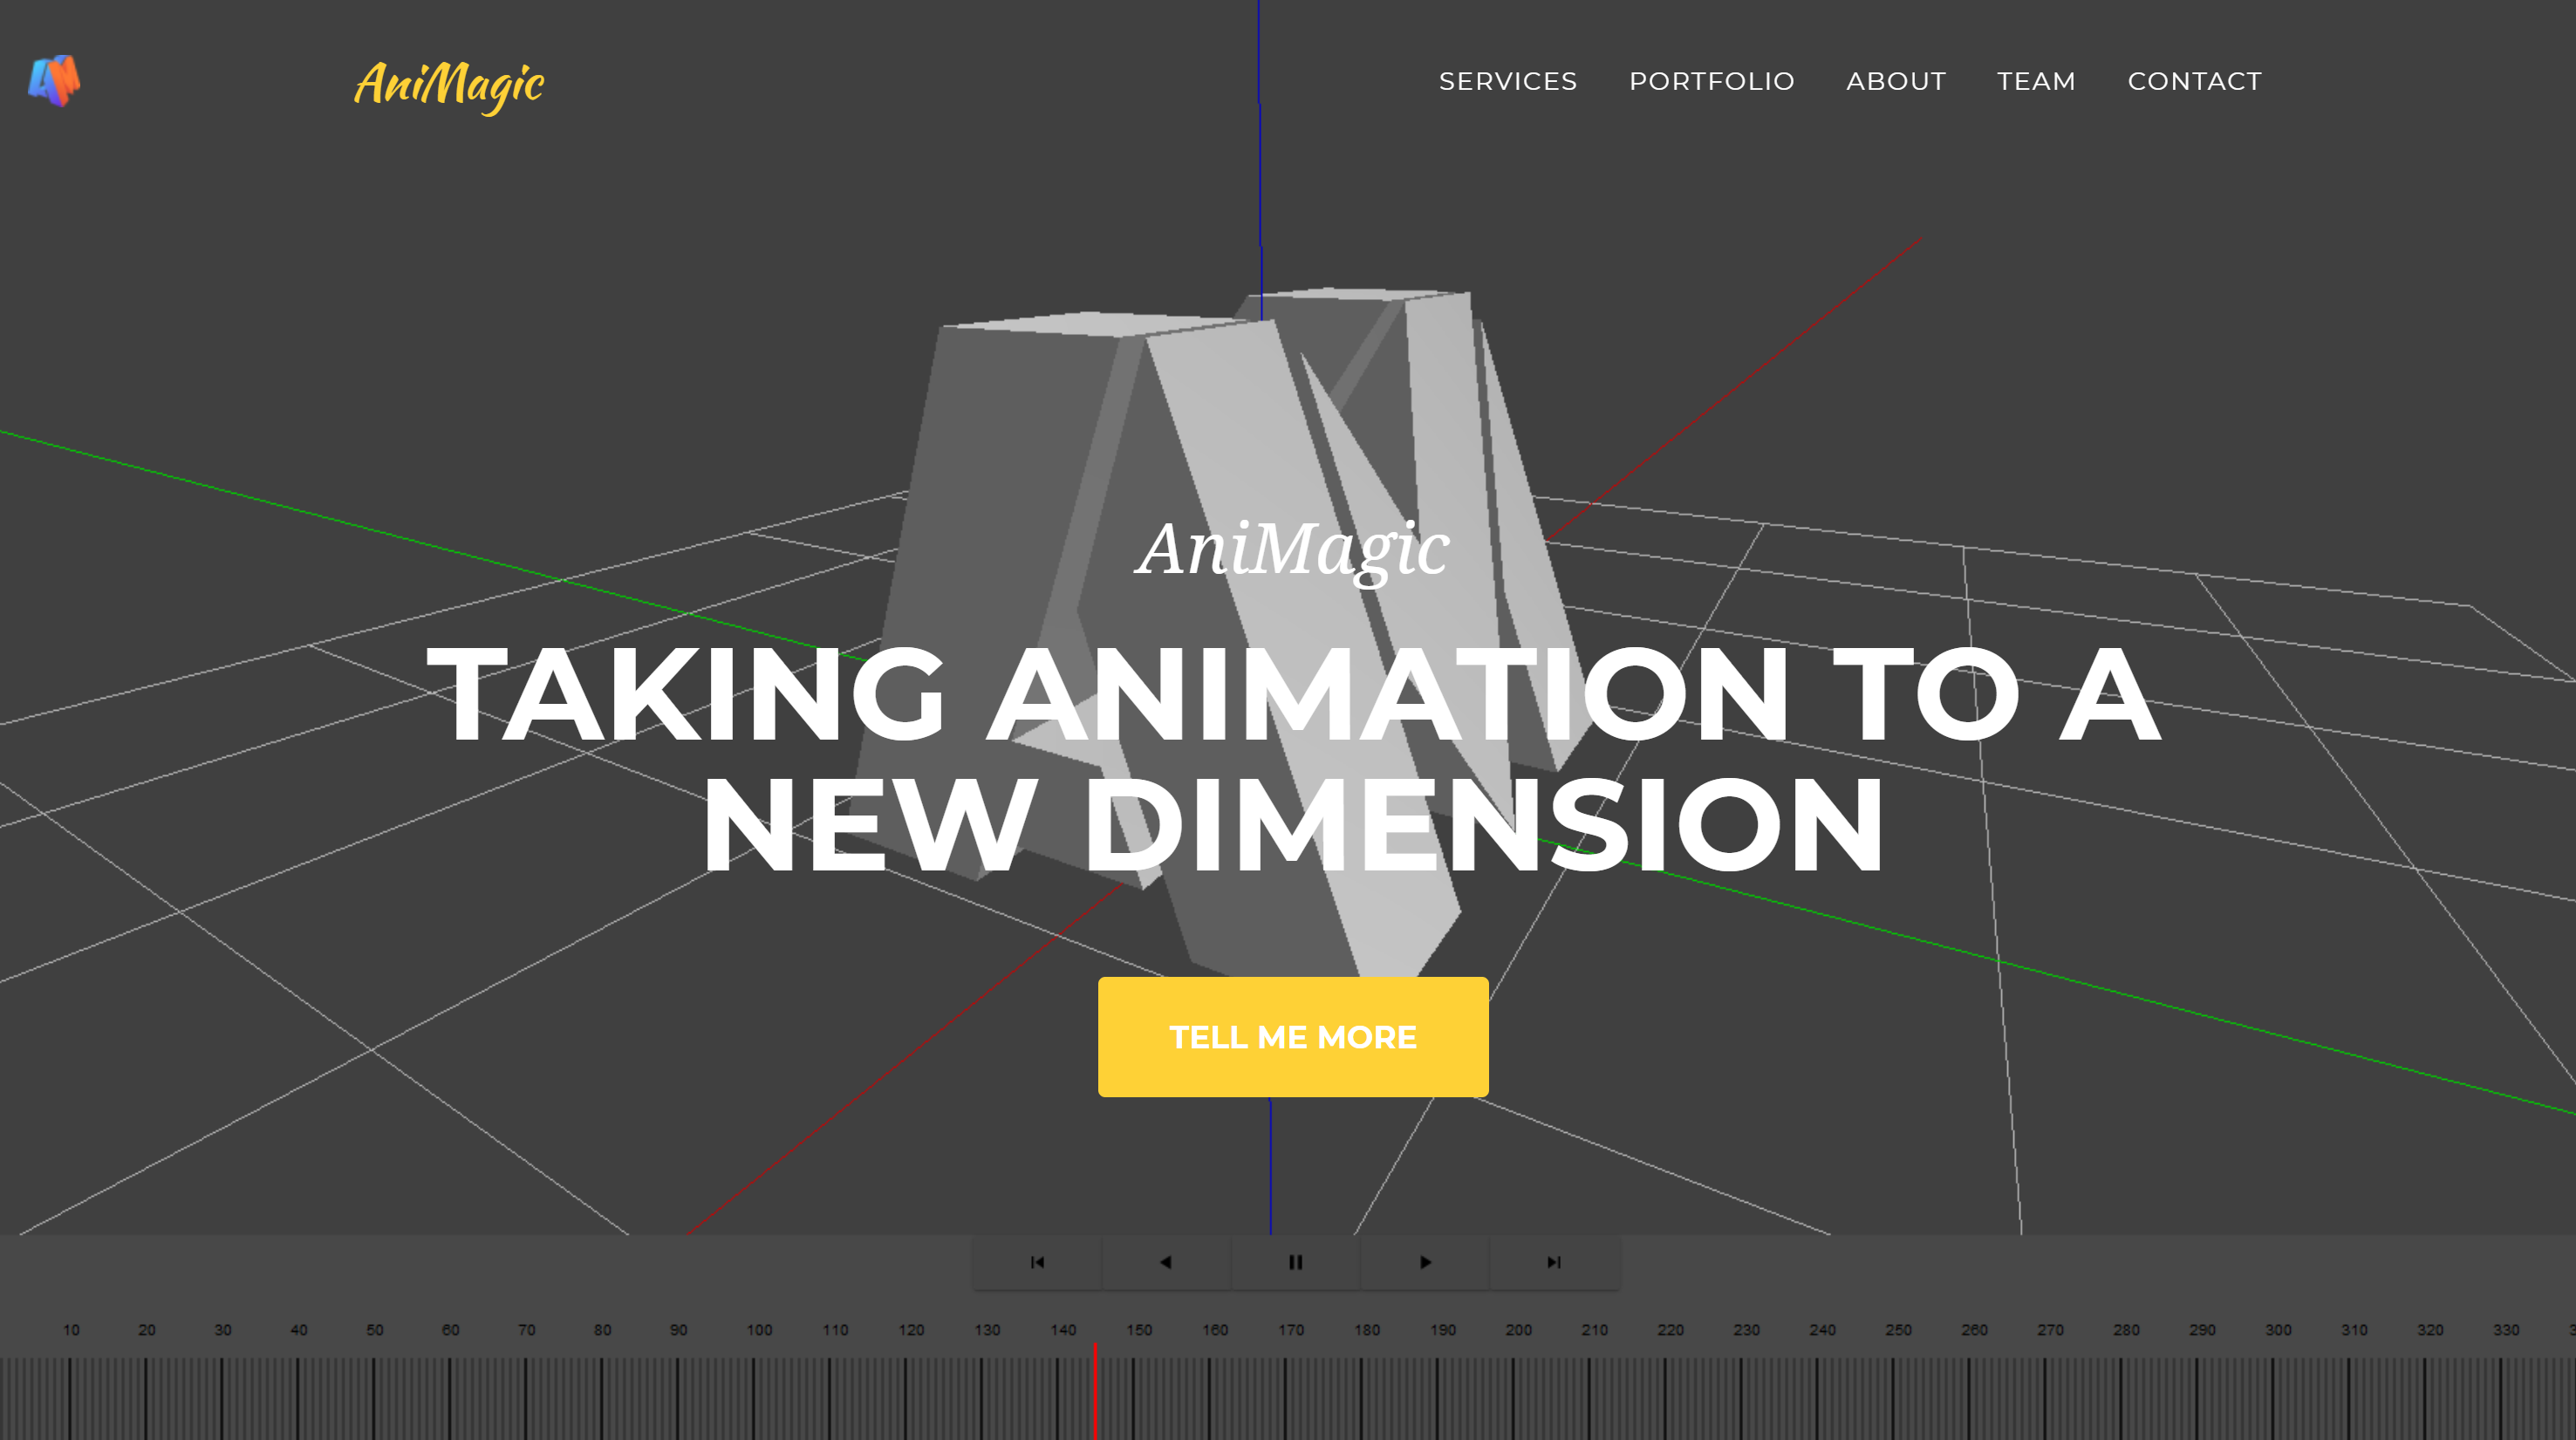 AM
AniMagic
SERVICES PORTFOLIO ABOUT TEAM CONTACT
AniMagic
TAKING ANIMATION TO A
NEW DIMENSION
TELL ME MORE
10 20 30 40 50 60 70 80 90 100 110 120 130 140 150 160 170 180 190 200 210 220 230 240 250 260 270 280 290 300 310 320 330